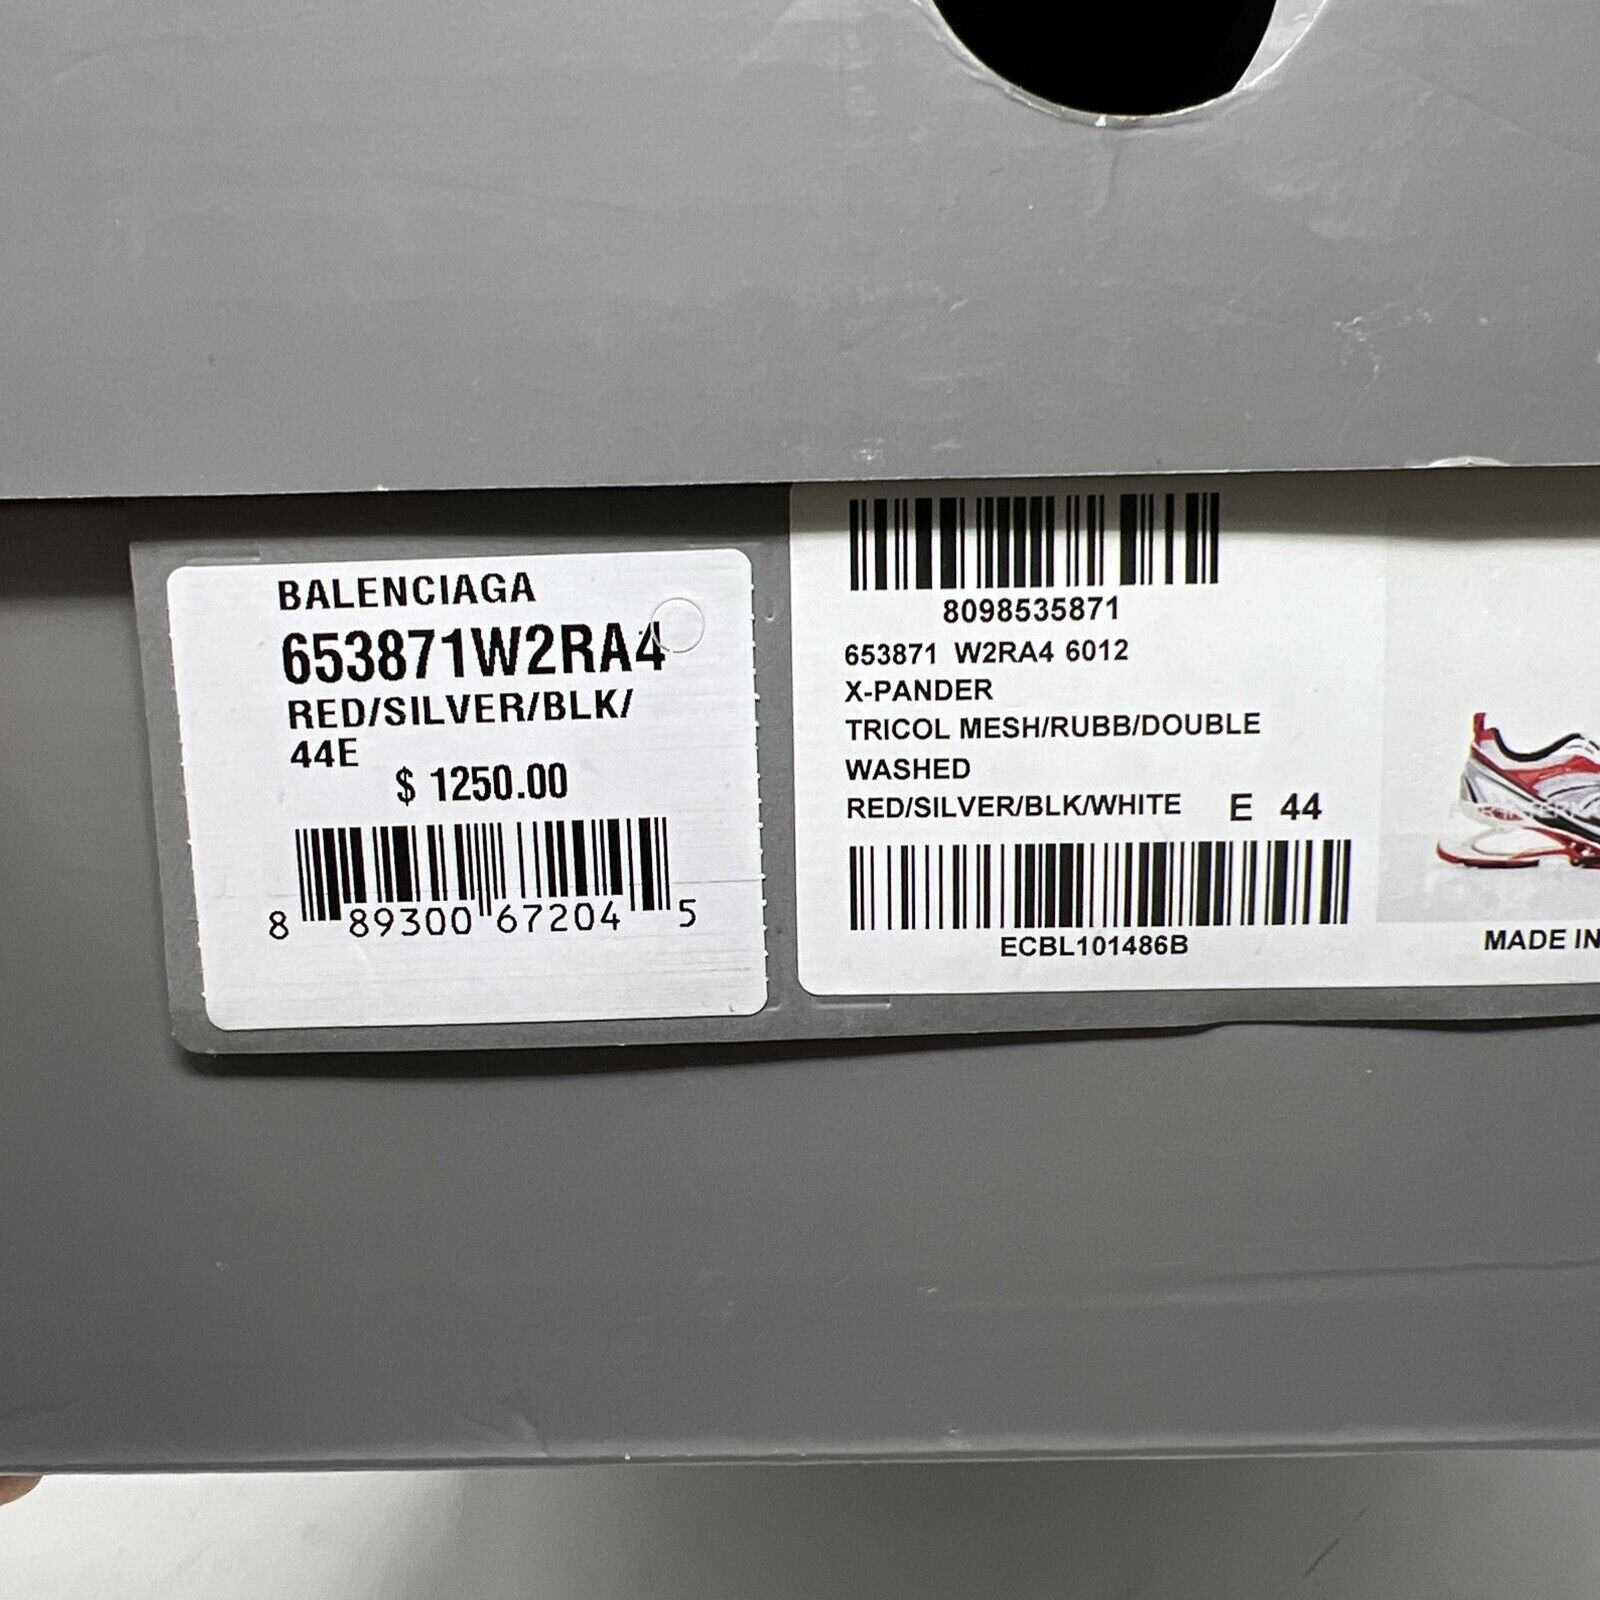 BALENCIAGA
653871W2RA4
RED/SILVER/BLK/
44E
$ 1250.00
8 89300 67204 5
8098535871
653871 W2RA4 6012
X-PANDER
TRICOL MESH/RUBB/DOUBLE
WASHED
RED/SILVER/BLK/WHITE E 44
ECBL101486B
MADE IN